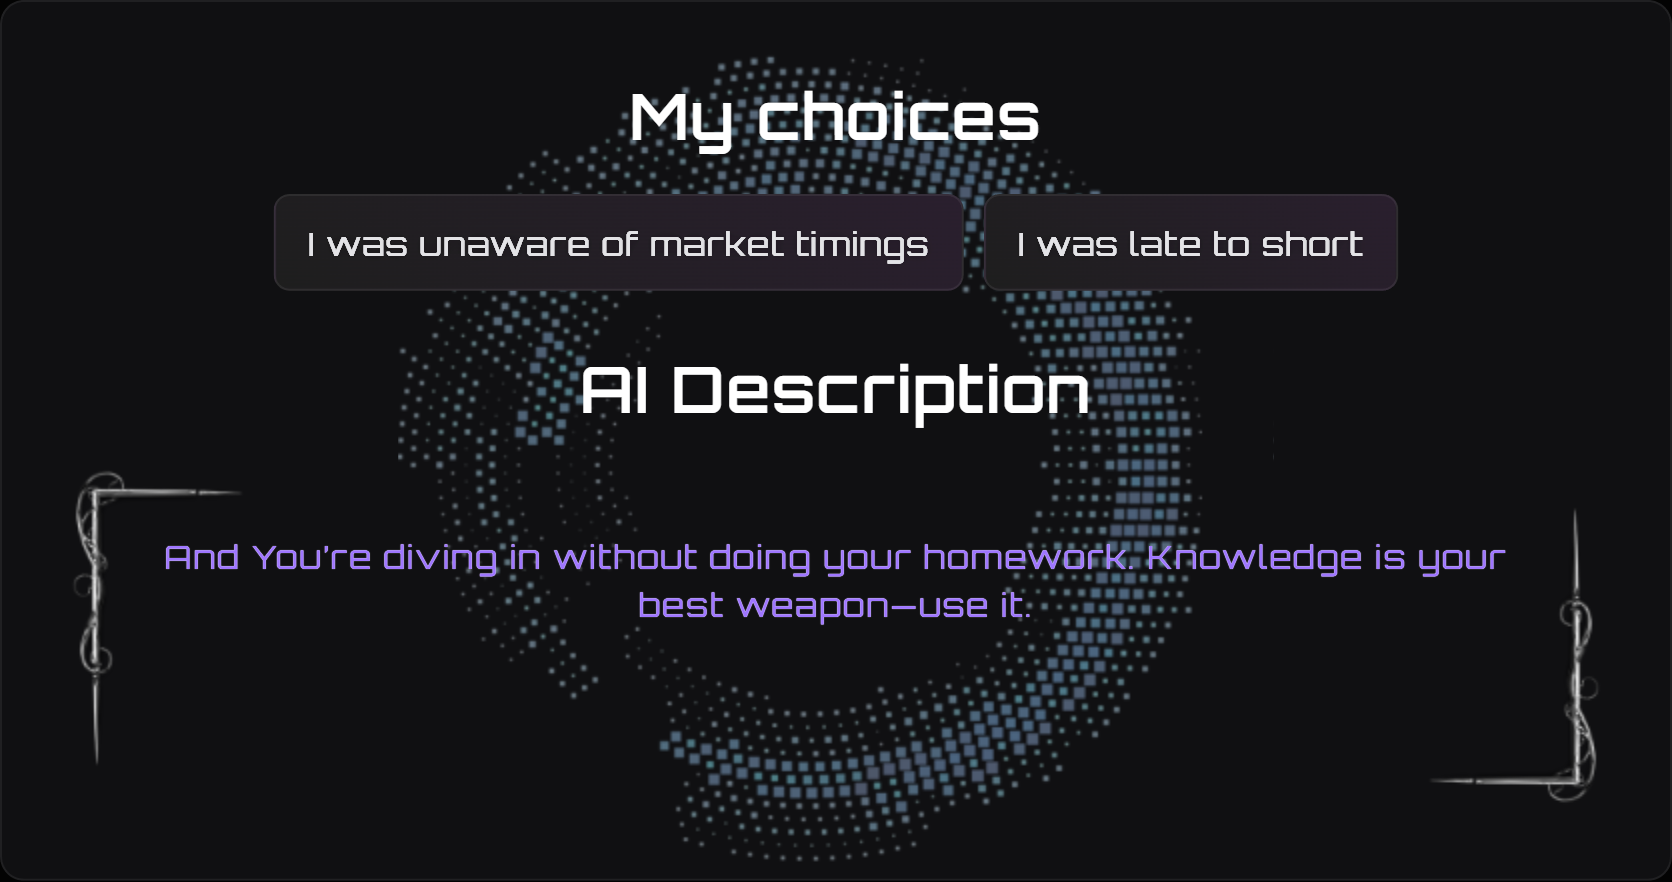 My choices
I was unaware of market timings
I was late to short
AI Description
And You're diving in without doing your homework. Knowledge is your
best weapon—use it.